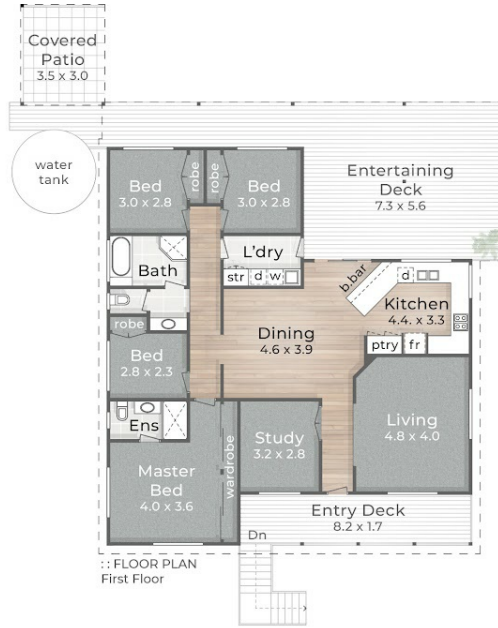 Covered
Patio
3.5 x 3.0
water
tank
Bed
3.0 x 2.8
robe
robe
Bed
3.0 x 2.8
Entertaining
Deck
7.3 x 5.6
Bath
L'dry
str d w
b.bar
d
Kitchen
4.4. x 3.3
robe
Bed
2.8 x 2.3
Dining
4.6 x 3.9
ptry fr
Ens
Master
Bed
4.0 x 3.6
wardrobe
Study
3.2 x 2.8
Living
4.8 x 4.0
Entry Deck
8.2 x 1.7
Dn
:: FLOOR PLAN
First Floor